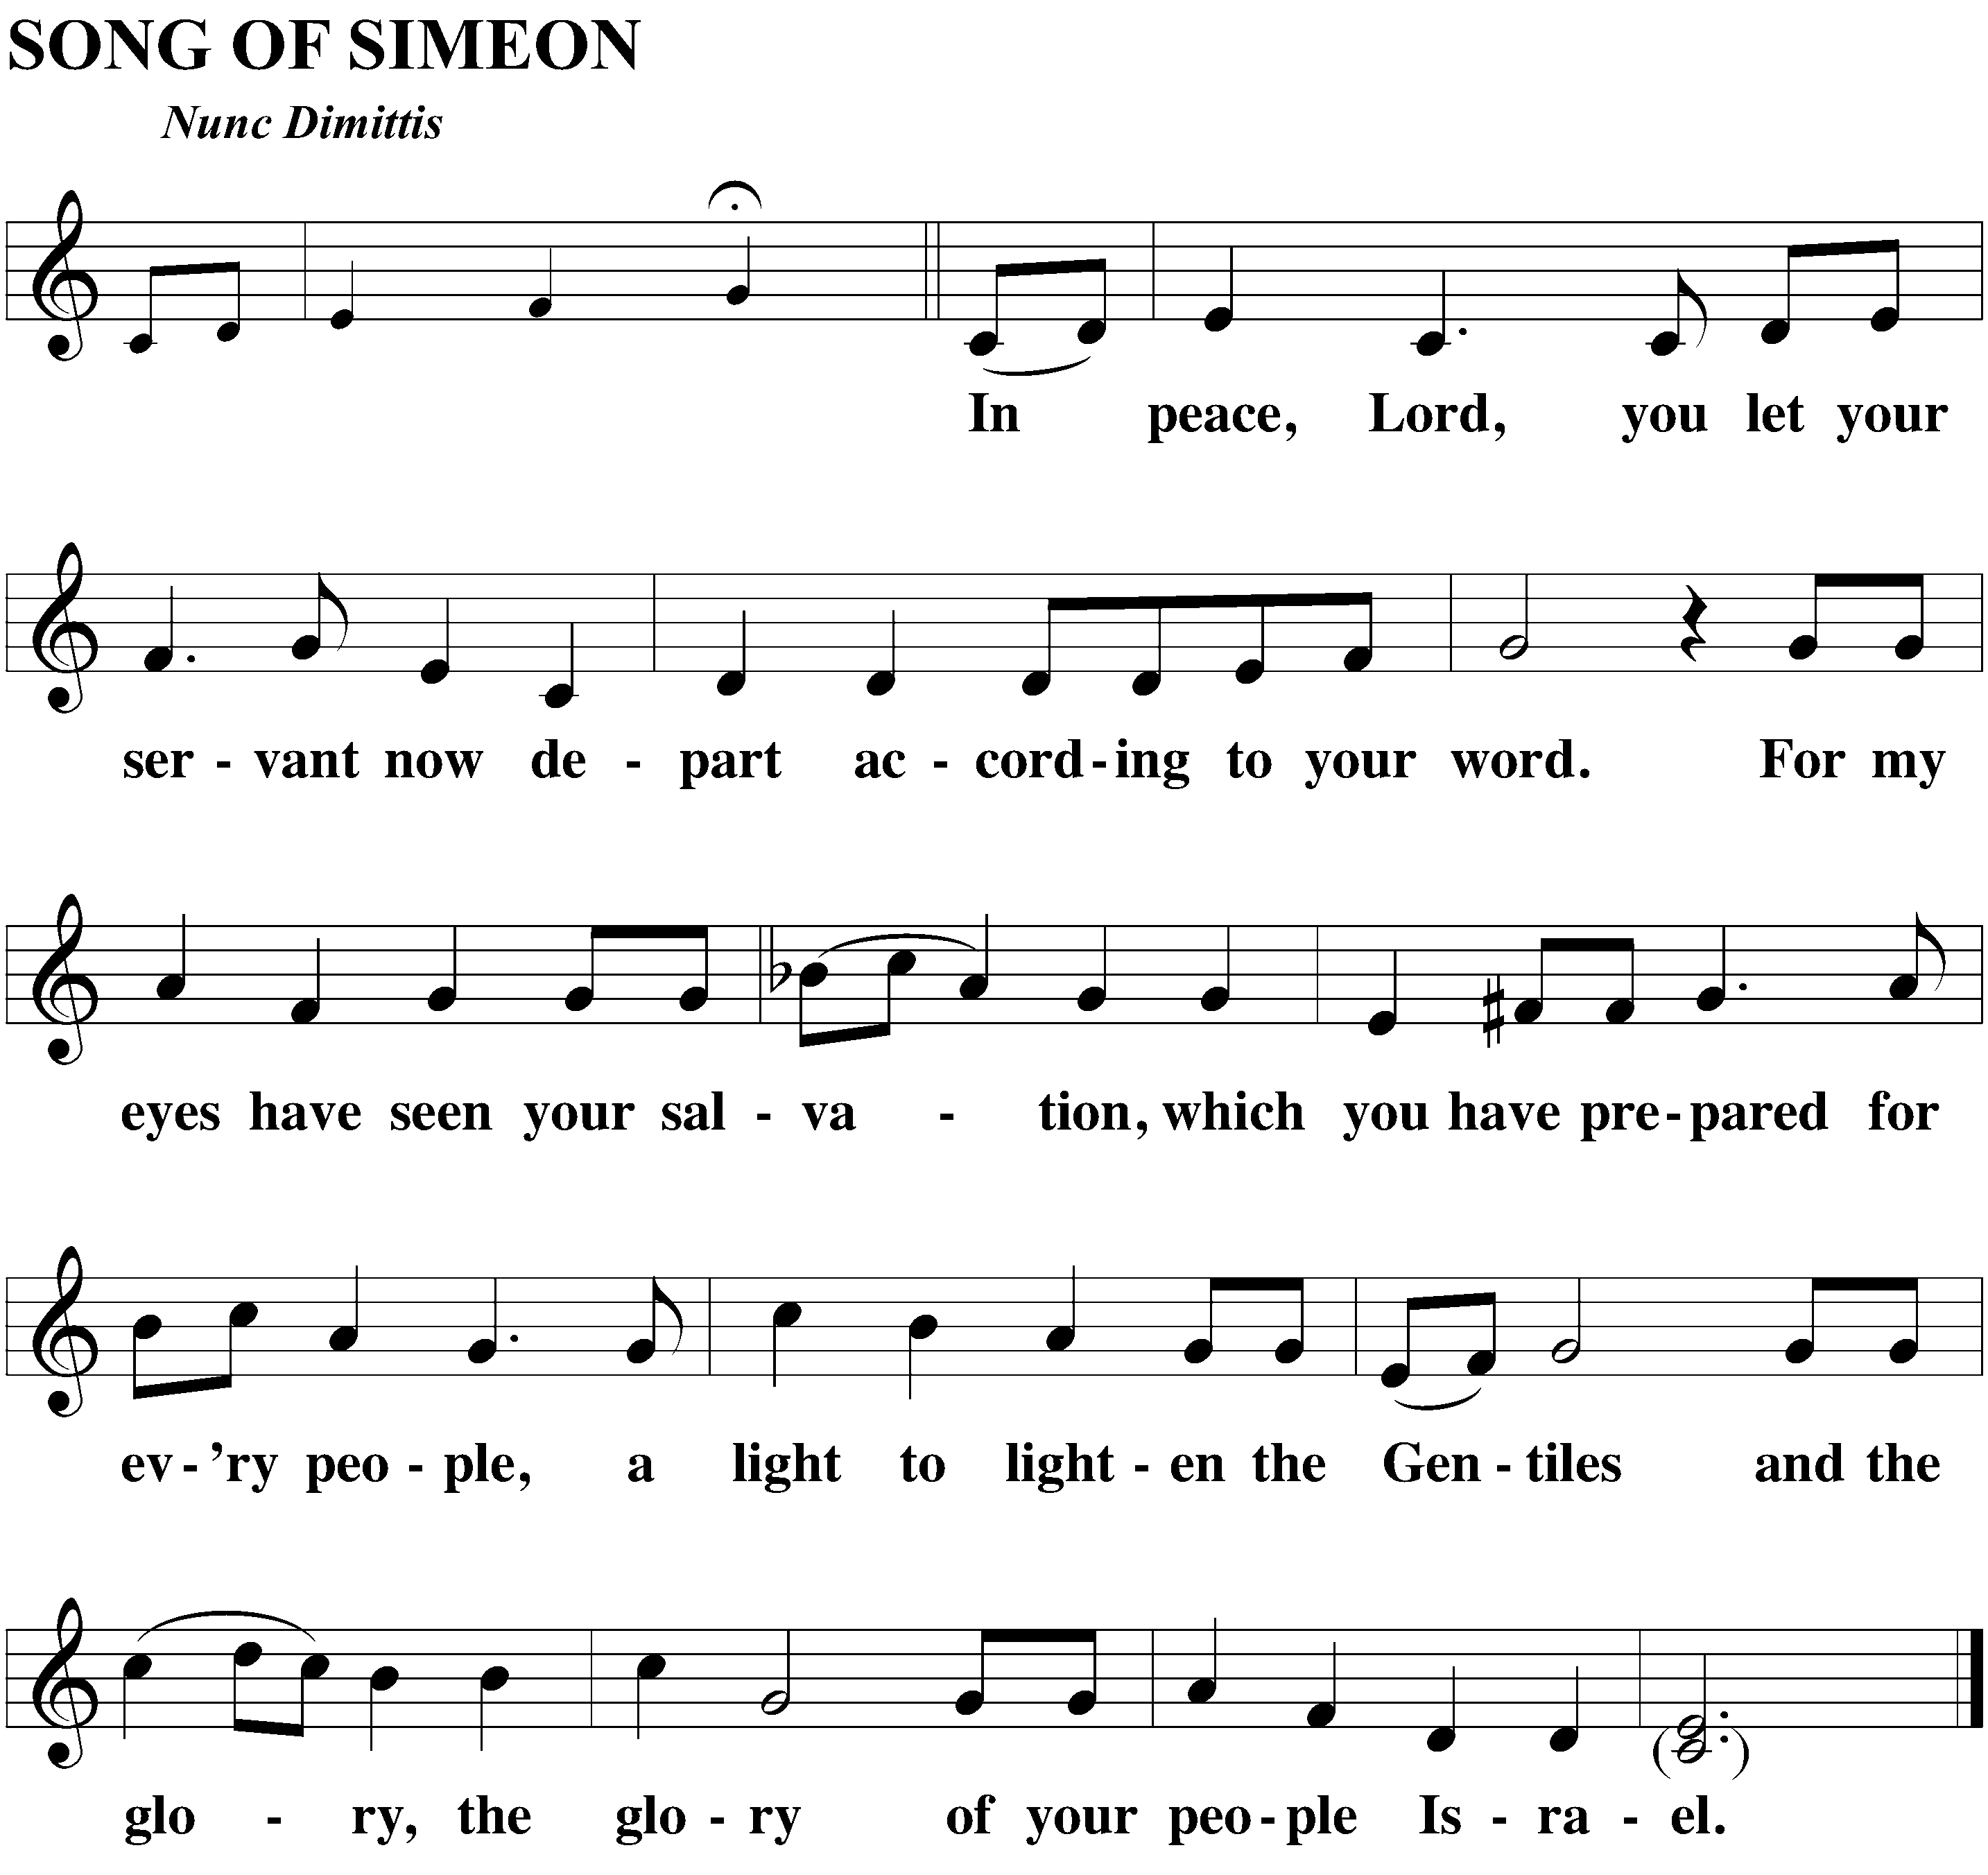 SONG OF SIMEON
Nunc Dimittis
In peace, Lord, you let your
ser - vant now de - part ac - cord - ing to your word. For my
eyes have seen your sal - va - tion, which you have pre - pared for
ev - ’ry peo - ple, a light to light - en the Gen - tiles and the
glo - ry, the glo - ry of your peo - ple Is - ra - el.